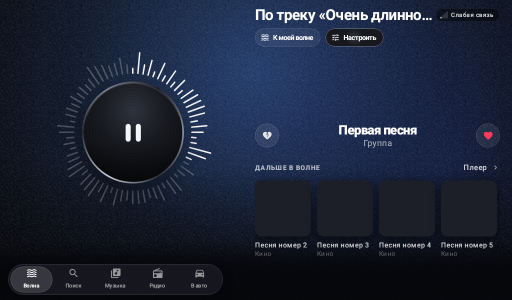 По треку «Очень длинно...
Слабая связь
К моей волне
Настроить
Первая песня
Группа
ДАЛЬШЕ В ВОЛНЕ
Плеер
Песня номер 2
Песня номер 3
Песня номер 4
Песня номер 5
Кино
Кино
Кино
Кино
Волна
Поиск
Музыка
Радио
В авто